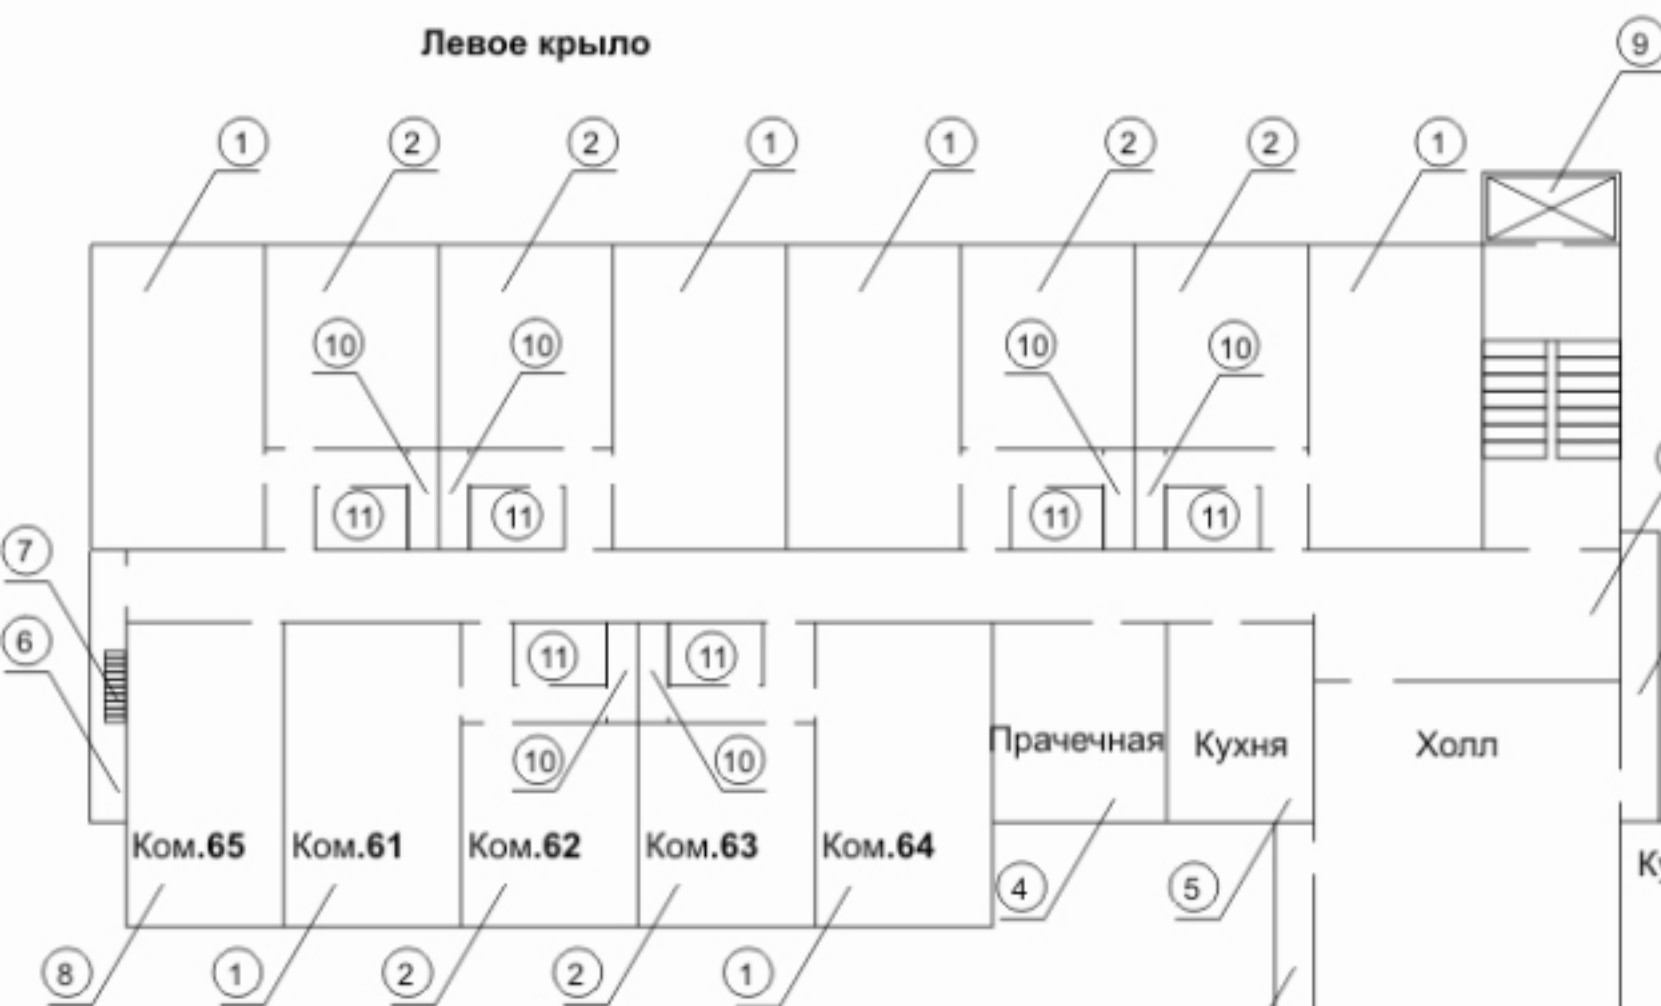 Левое крыло
9
1 2 2 1 1 2 2 1
10 10 10 10
11 11 11 11
7
6
11 11
10 10
Прачечная Кухня Холл
Ком.65 Ком.61 Ком.62 Ком.63 Ком.64
4 5
8 1 2 2 1